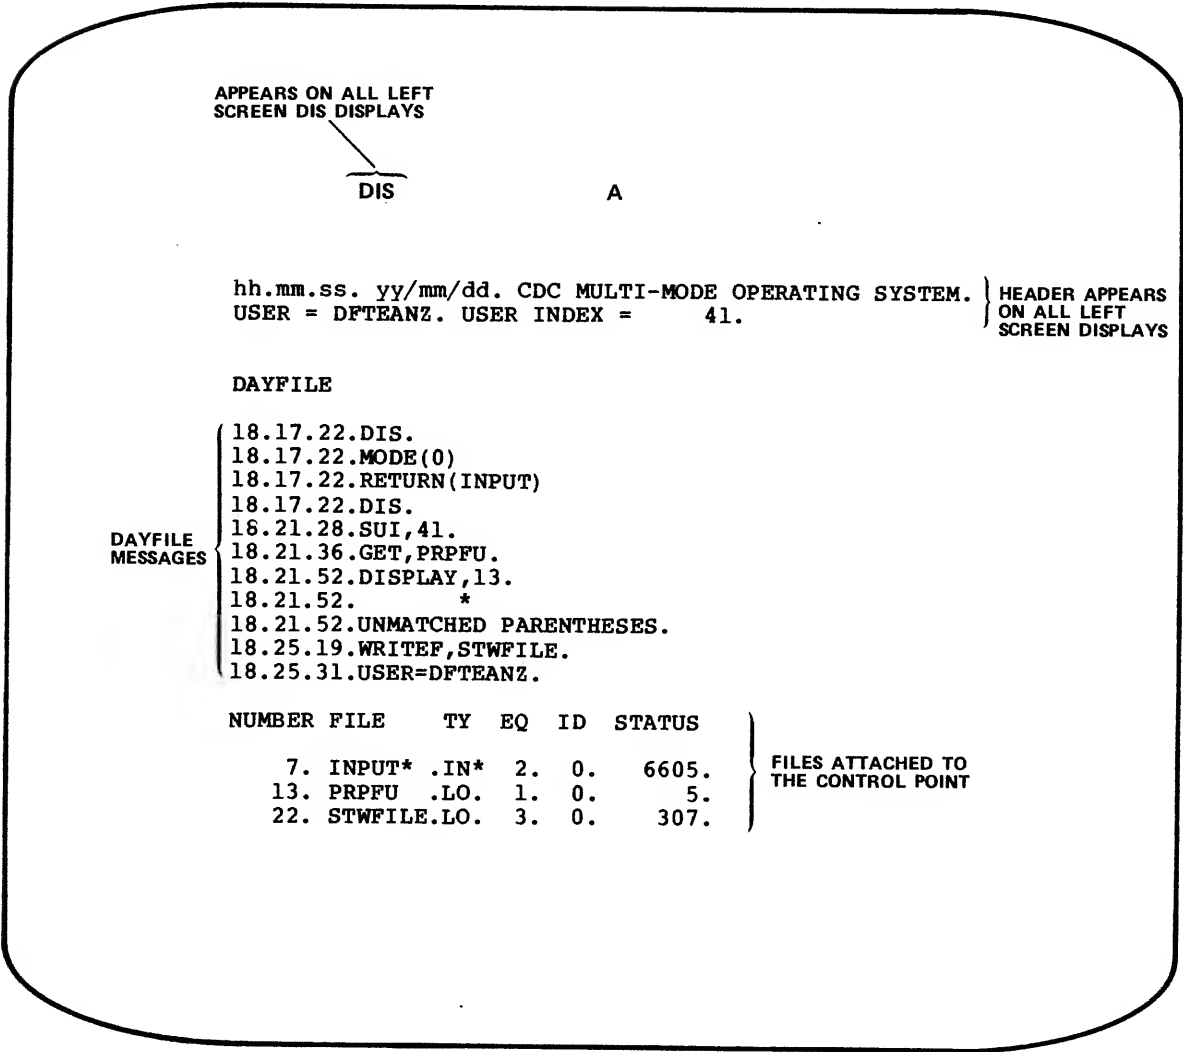 APPEARS ON ALL LEFT
SCREEN DIS DISPLAYS
DIS A
hh.mm.ss. yy/mm/dd. CDC MULTI-MODE OPERATING SYSTEM.
USER = DFTEANZ. USER INDEX = 41.
HEADER APPEARS
ON ALL LEFT
SCREEN DISPLAYS
DAYFILE
DAYFILE
MESSAGES
18.17.22.DIS.
18.17.22.MODE(0)
18.17.22.RETURN(INPUT)
18.17.22.DIS.
18.21.28.SUI,41.
18.21.36.GET,PRPFU.
18.21.52.DISPLAY,13.
18.21.52. *
18.21.52.UNMATCHED PARENTHESES.
18.25.19.WRITEF,STWFILE.
18.25.31.USER=DFTEANZ.
NUMBER FILE TY EQ ID STATUS
7. INPUT* .IN* 2. 0. 6605.
13. PRPFU .LO. 1. 0. 5.
22. STWFILE.LO. 3. 0. 307.
FILES ATTACHED TO
THE CONTROL POINT